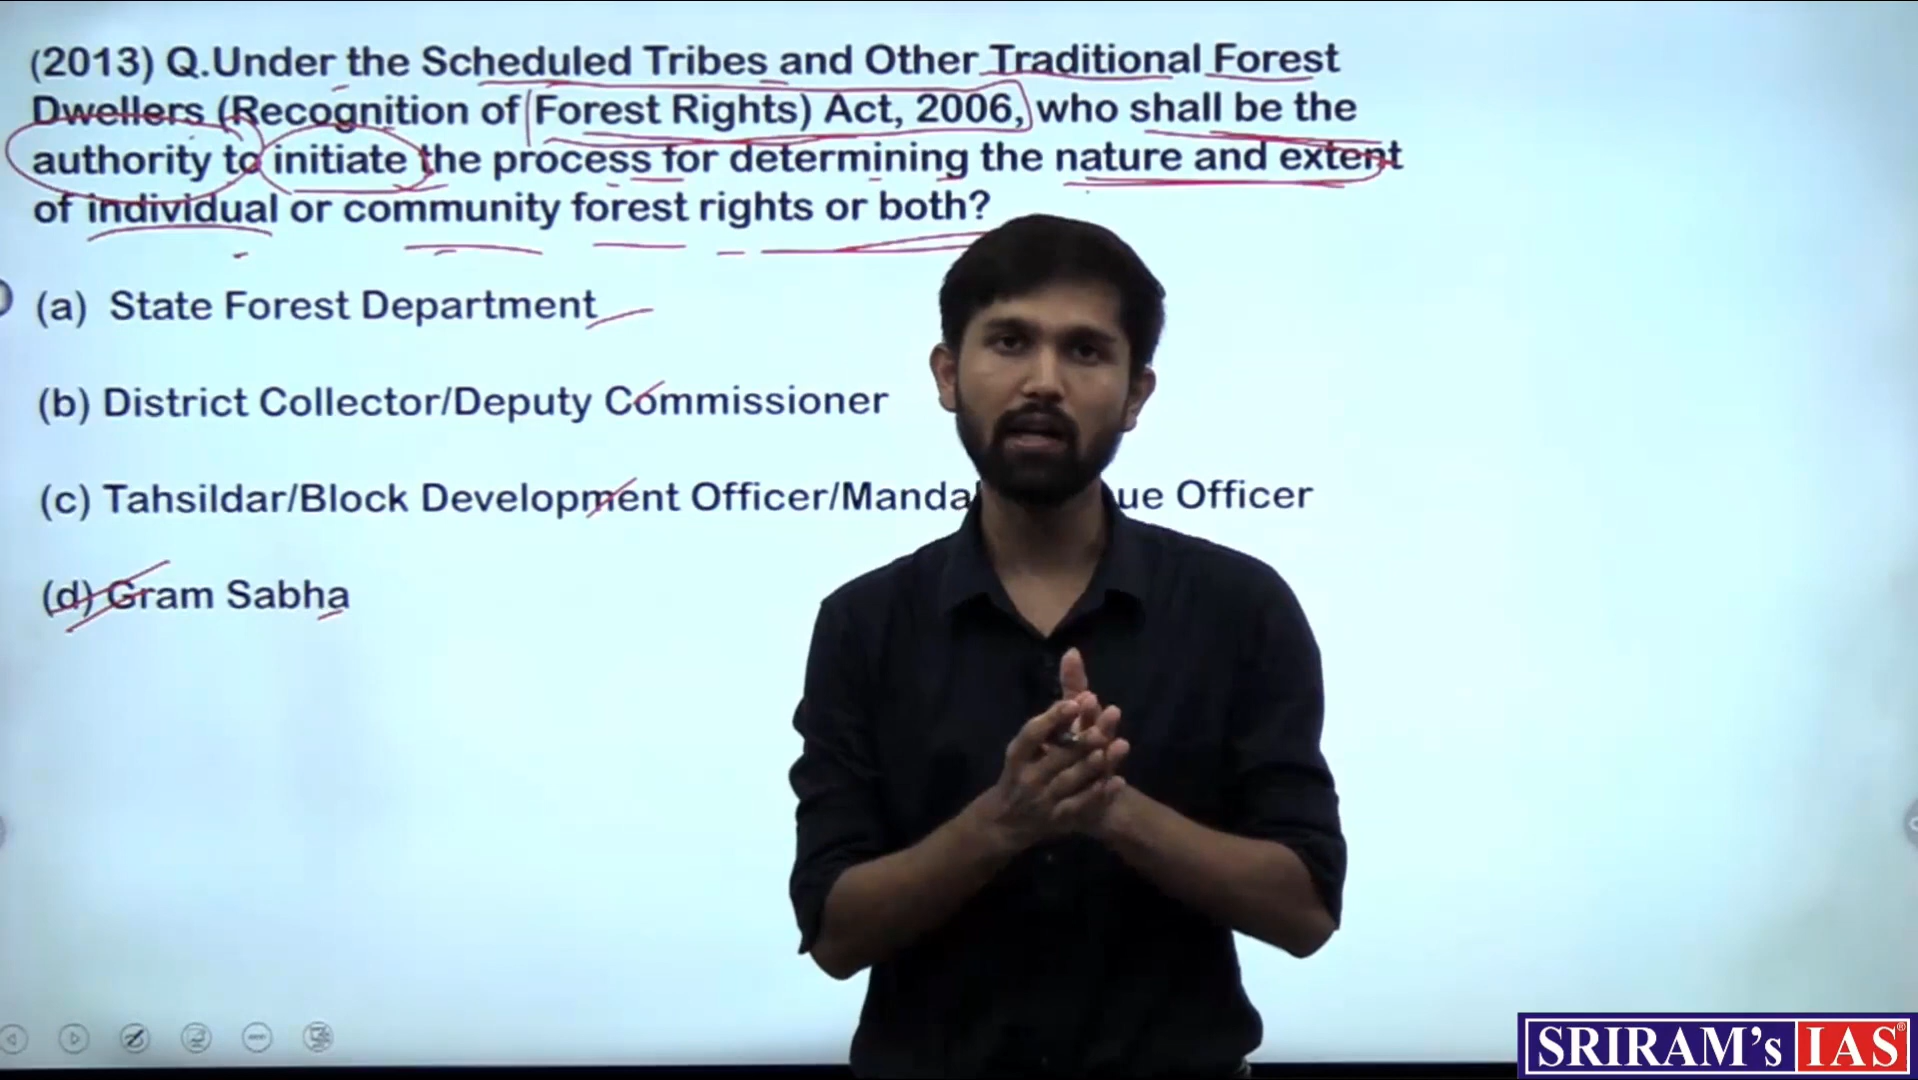 (2013) Q.Under the Scheduled Tribes and Other Traditional Forest
Dwellers (Recognition of Forest Rights) Act, 2006, who shall be the
authority to initiate the process for determining the nature and extent
of individual or community forest rights or both?
(a) State Forest Department
(b) District Collector/Deputy Commissioner
(c) Tahsildar/Block Development Officer/Manda ue Officer
(d) Gram Sabha
SRIRAM's IAS®